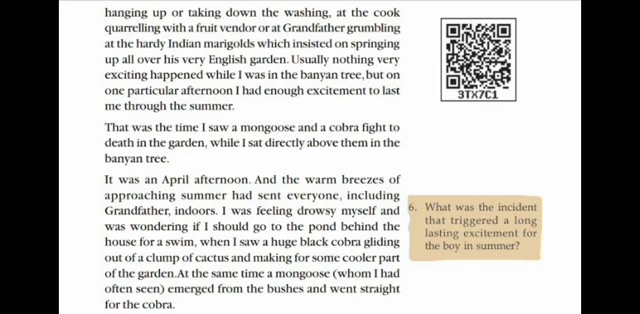 hanging up or taking down the washing, at the cook
quarrelling with a fruit vendor or at Grandfather grumbling
at the hardy Indian marigolds which insisted on springing
up all over his very English garden. Usually nothing very
exciting happened while I was in the banyan tree, but on
one particular afternoon I had enough excitement to last
me through the summer.
3TX7C1
That was the time I saw a mongoose and a cobra fight to
death in the garden, while I sat directly above them in the
banyan tree.
It was an April afternoon. And the warm breezes of
approaching summer had sent everyone, including
Grandfather, indoors. I was feeling drowsy myself and
was wondering if I should go to the pond behind the
house for a swim, when I saw a huge black cobra gliding
out of a clump of cactus and making for some cooler part
of the garden.At the same time a mongoose (whom I had
often seen) emerged from the bushes and went straight
for the cobra.
6. What was the incident
that triggered a long
lasting excitement for
the boy in summer?